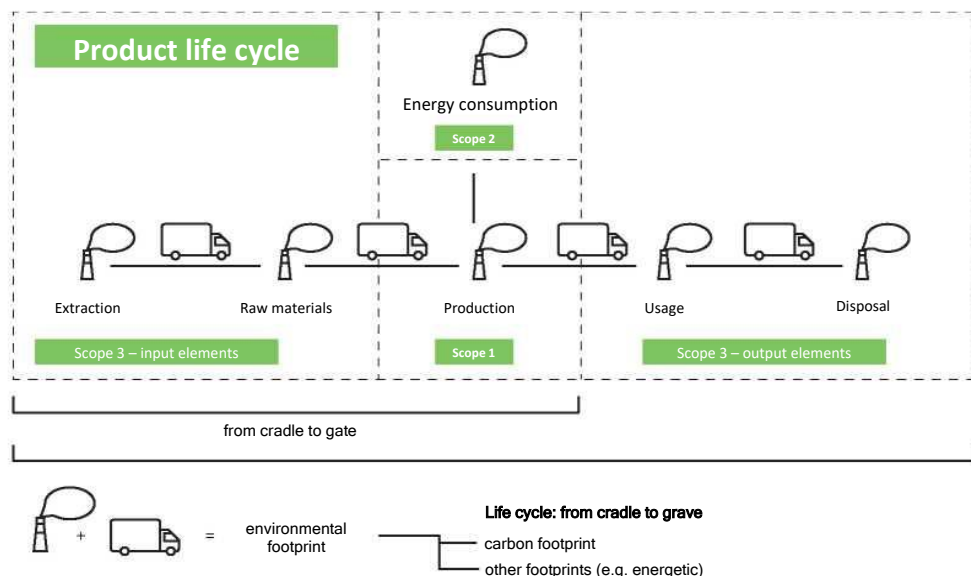 Product life cycle
Energy consumption
Scope 2
Extraction
Raw materials
Production
Usage
Disposal
Scope 3 – input elements
Scope 1
Scope 3 – output elements
from cradle to gate
Life cycle: from cradle to grave
+
=
environmental
footprint
carbon footprint
other footprints (e.g. energetic)